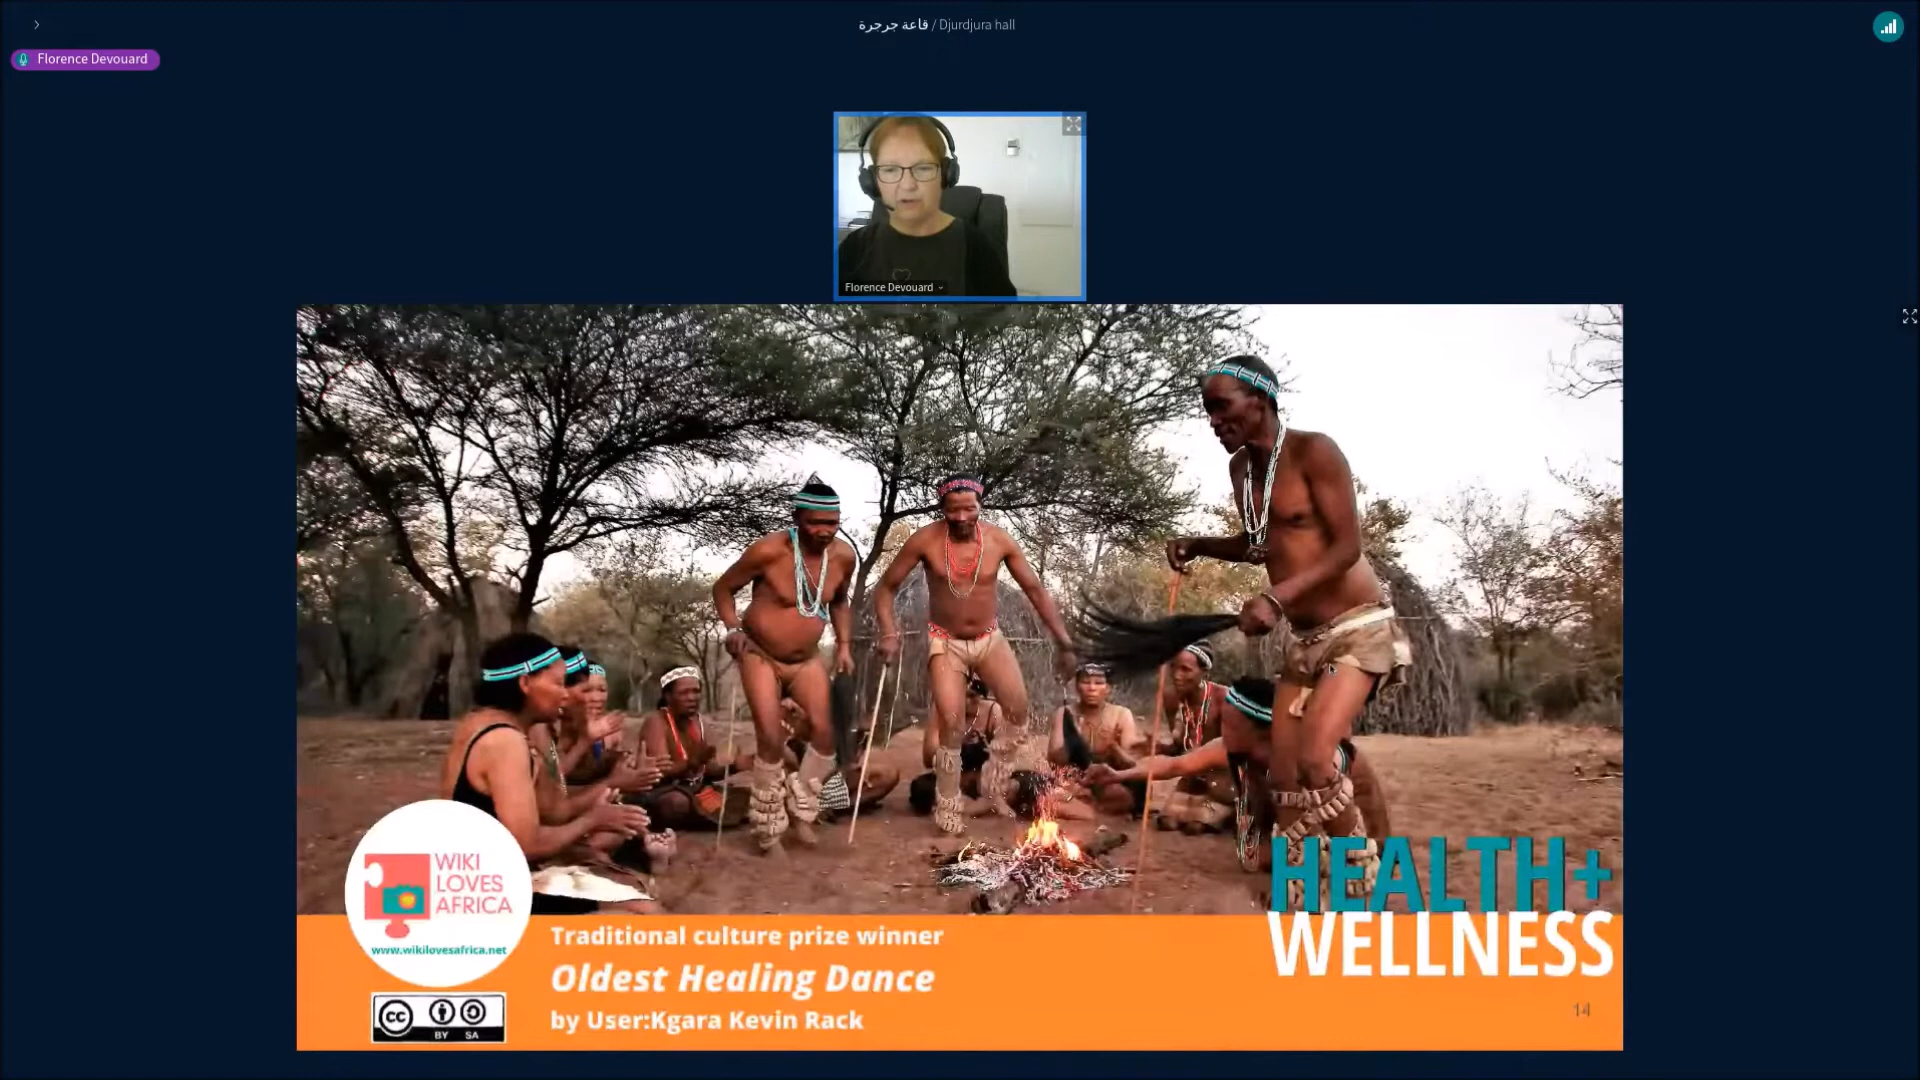 قاعة جرجرة / Djurdjura hall
Florence Devouard
Florence Devouard
WIKI
LOVES
AFRICA
www.wikilovesafrica.net
cc
BY SA
Traditional culture prize winner
Oldest Healing Dance
by User:Kgara Kevin Rack
HEALTH+
WELLNESS
14